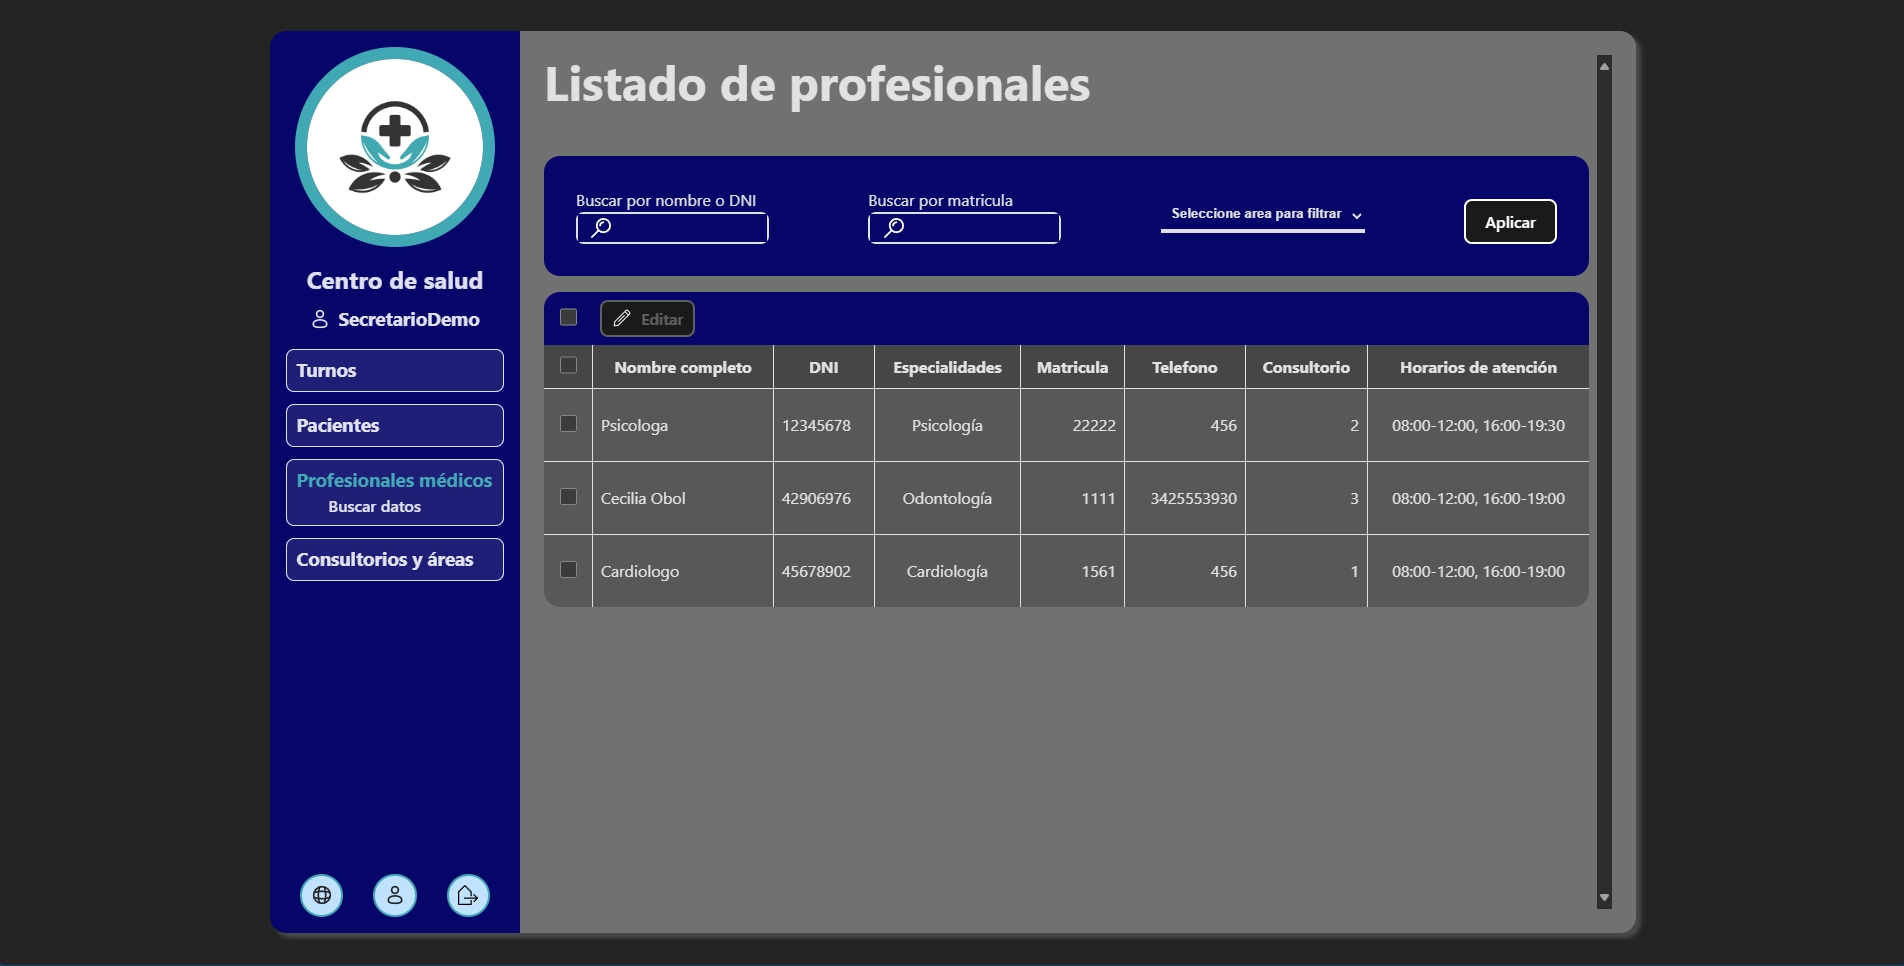 Centro de salud
SecretarioDemo
Turnos
Pacientes
Profesionales médicos
Buscar datos
Consultorios y áreas
Listado de profesionales
Buscar por nombre o DNI
Buscar por matricula
Seleccione area para filtrar
Aplicar
Editar
Nombre completo DNI Especialidades Matricula Telefono Consultorio Horarios de atención
Psicologa 12345678 Psicología 22222 456 2 08:00-12:00, 16:00-19:30
Cecilia Obol 42906976 Odontología 1111 3425553930 3 08:00-12:00, 16:00-19:00
Cardiologo 45678902 Cardiología 1561 456 1 08:00-12:00, 16:00-19:00